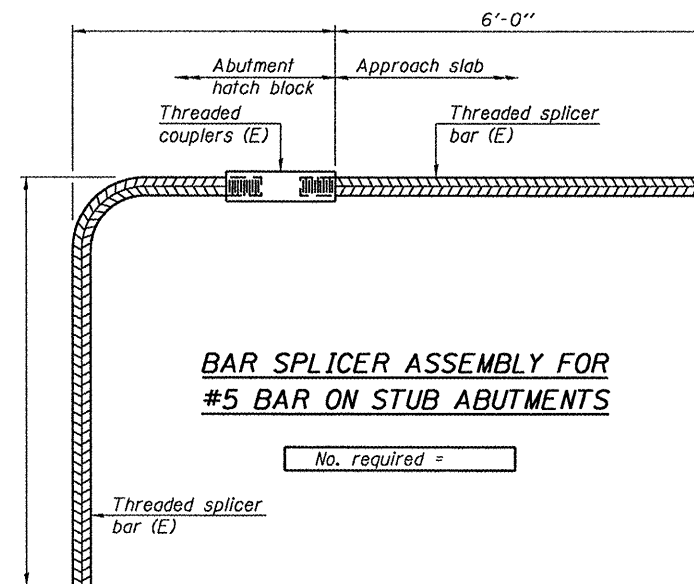 6'-0"
Abutment
hatch block
Approach slab
Threaded
couplers (E)
Threaded splicer
bar (E)
BAR SPLICER ASSEMBLY FOR
#5 BAR ON STUB ABUTMENTS
No. required =
Threaded splicer
bar (E)